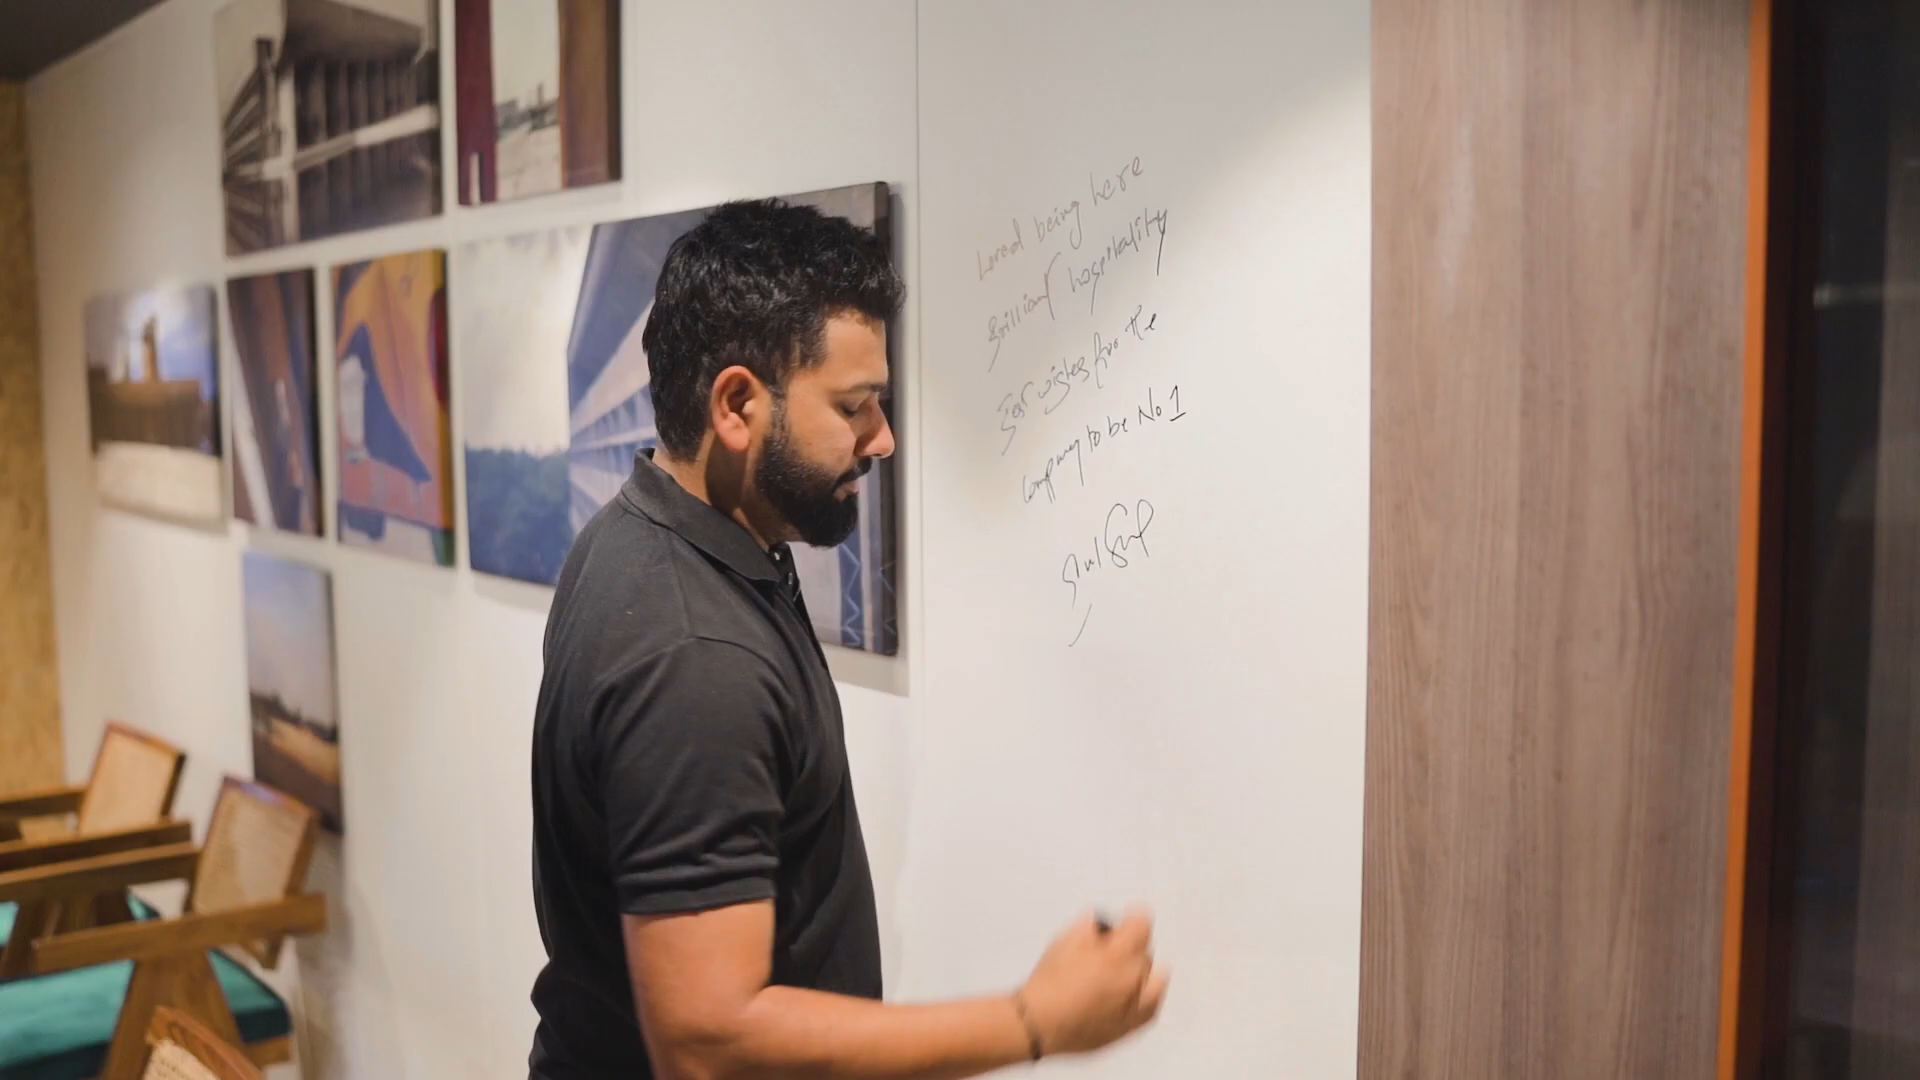 Loved being here
Brilliant hospitality
Best wishes for the
company to be No 1